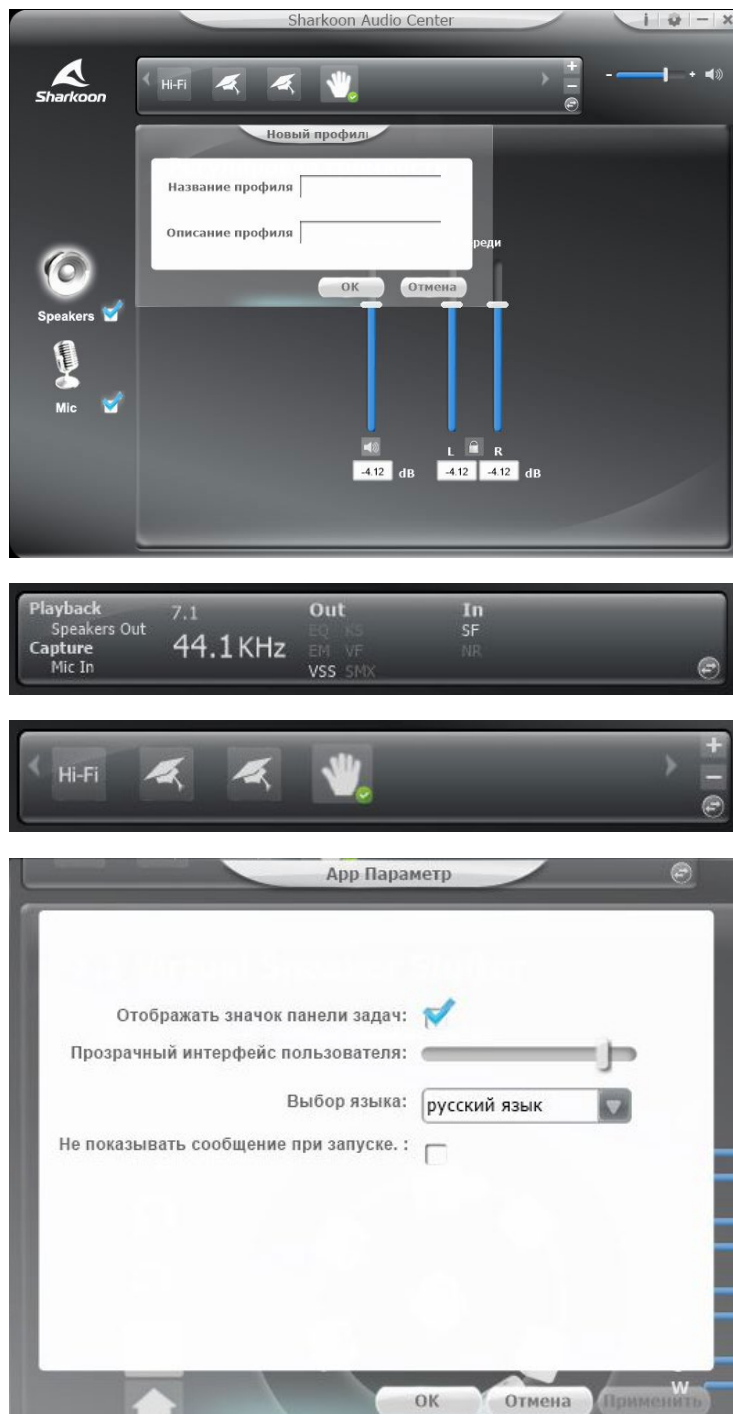 Sharkoon Audio Center
i
Sharkoon
Hi-Fi
Новый профиль
Название профиля
Описание профиля
реди
OK
Отмена
Speakers
Mic
L R
-4.12 dB -4.12 -4.12 dB
Playback 7.1 Out In
Speakers Out EQ KS SF
Capture 44.1KHz EM VF NR
Mic In VSS SMX
Hi-Fi
App Параметр
Отображать значок панели задач:
Прозрачный интерфейс пользователя:
Выбор языка: русский язык
Не показывать сообщение при запуске. :
W
OK Отмена Применить